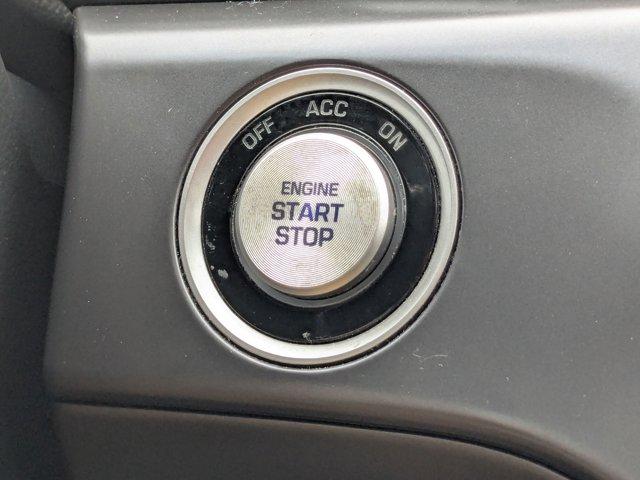 OFF ACC ON
ENGINE
START
STOP